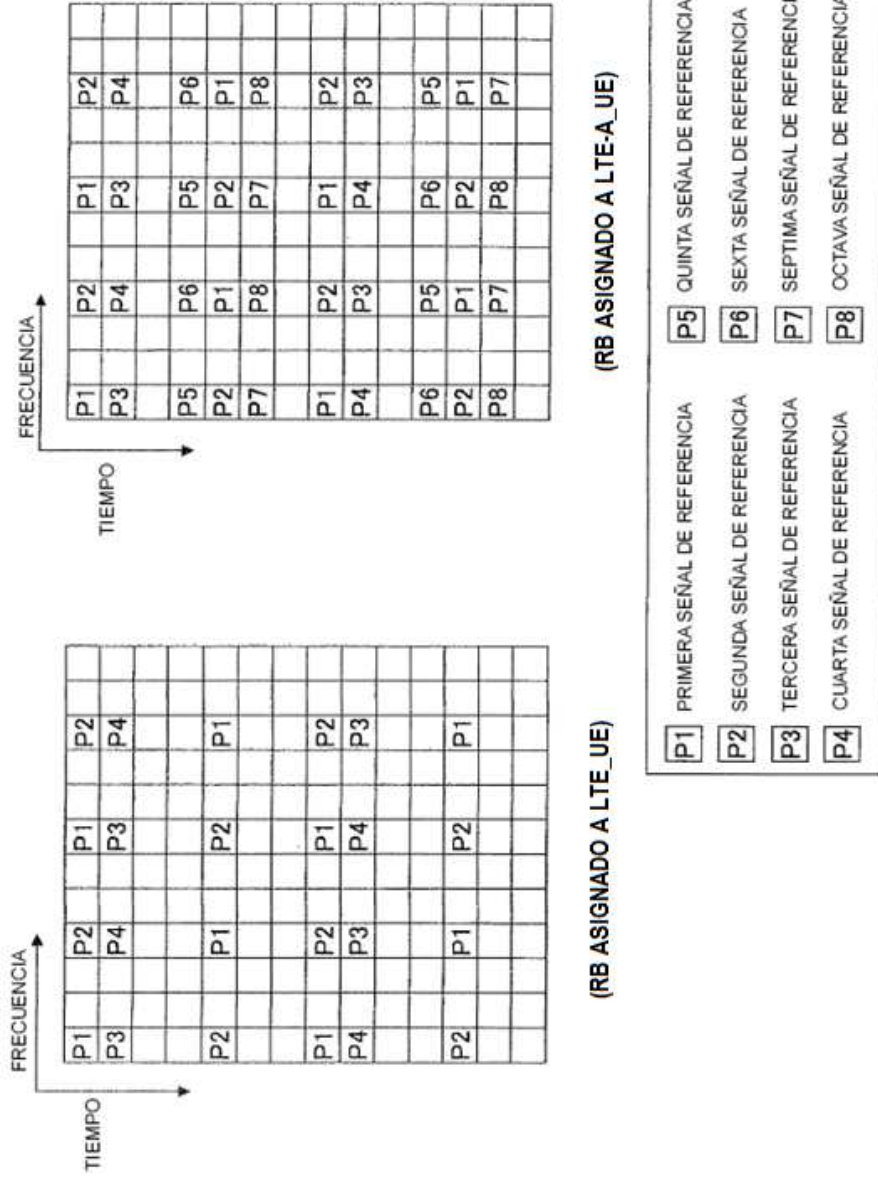 FRECUENCIA
TIEMPO
P1 P2 P1 P2
P3 P4 P3 P4
P2 P1 P2 P1
P1 P2 P1 P2
P4 P3 P4 P3
P2 P1 P2 P1
(RB ASIGNADO A LTE_UE)
FRECUENCIA
TIEMPO
P1 P2 P1 P2
P3 P4 P3 P4
P5 P6 P5 P6
P2 P1 P2 P1
P7 P8 P7 P8
P1 P2 P1 P2
P4 P3 P4 P3
P6 P5 P6 P5
P2 P1 P2 P1
P8 P7 P8 P7
(RB ASIGNADO A LTE-A_UE)
P1 PRIMERA SEÑAL DE REFERENCIA
P2 SEGUNDA SEÑAL DE REFERENCIA
P3 TERCERA SEÑAL DE REFERENCIA
P4 CUARTA SEÑAL DE REFERENCIA
P5 QUINTA SEÑAL DE REFERENCIA
P6 SEXTA SEÑAL DE REFERENCIA
P7 SEPTIMA SEÑAL DE REFERENCI
P8 OCTAVA SEÑAL DE REFERENCIA